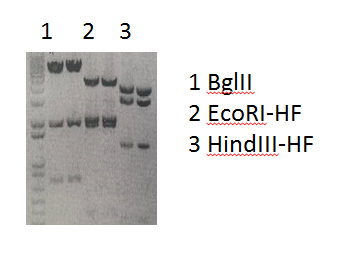 1 2 3
1 BglII
2 EcoRI-HF
3 HindIII-HF